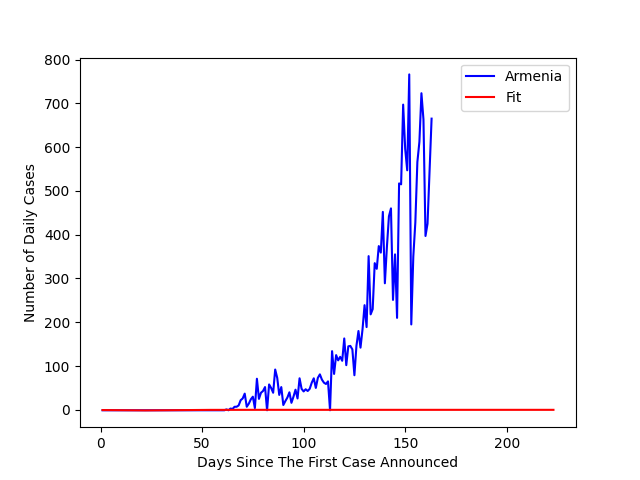 Armenia
Fit
Number of Daily Cases
800
700
600
500
400
300
200
100
0
0 50 100 150 200
Days Since The First Case Announced